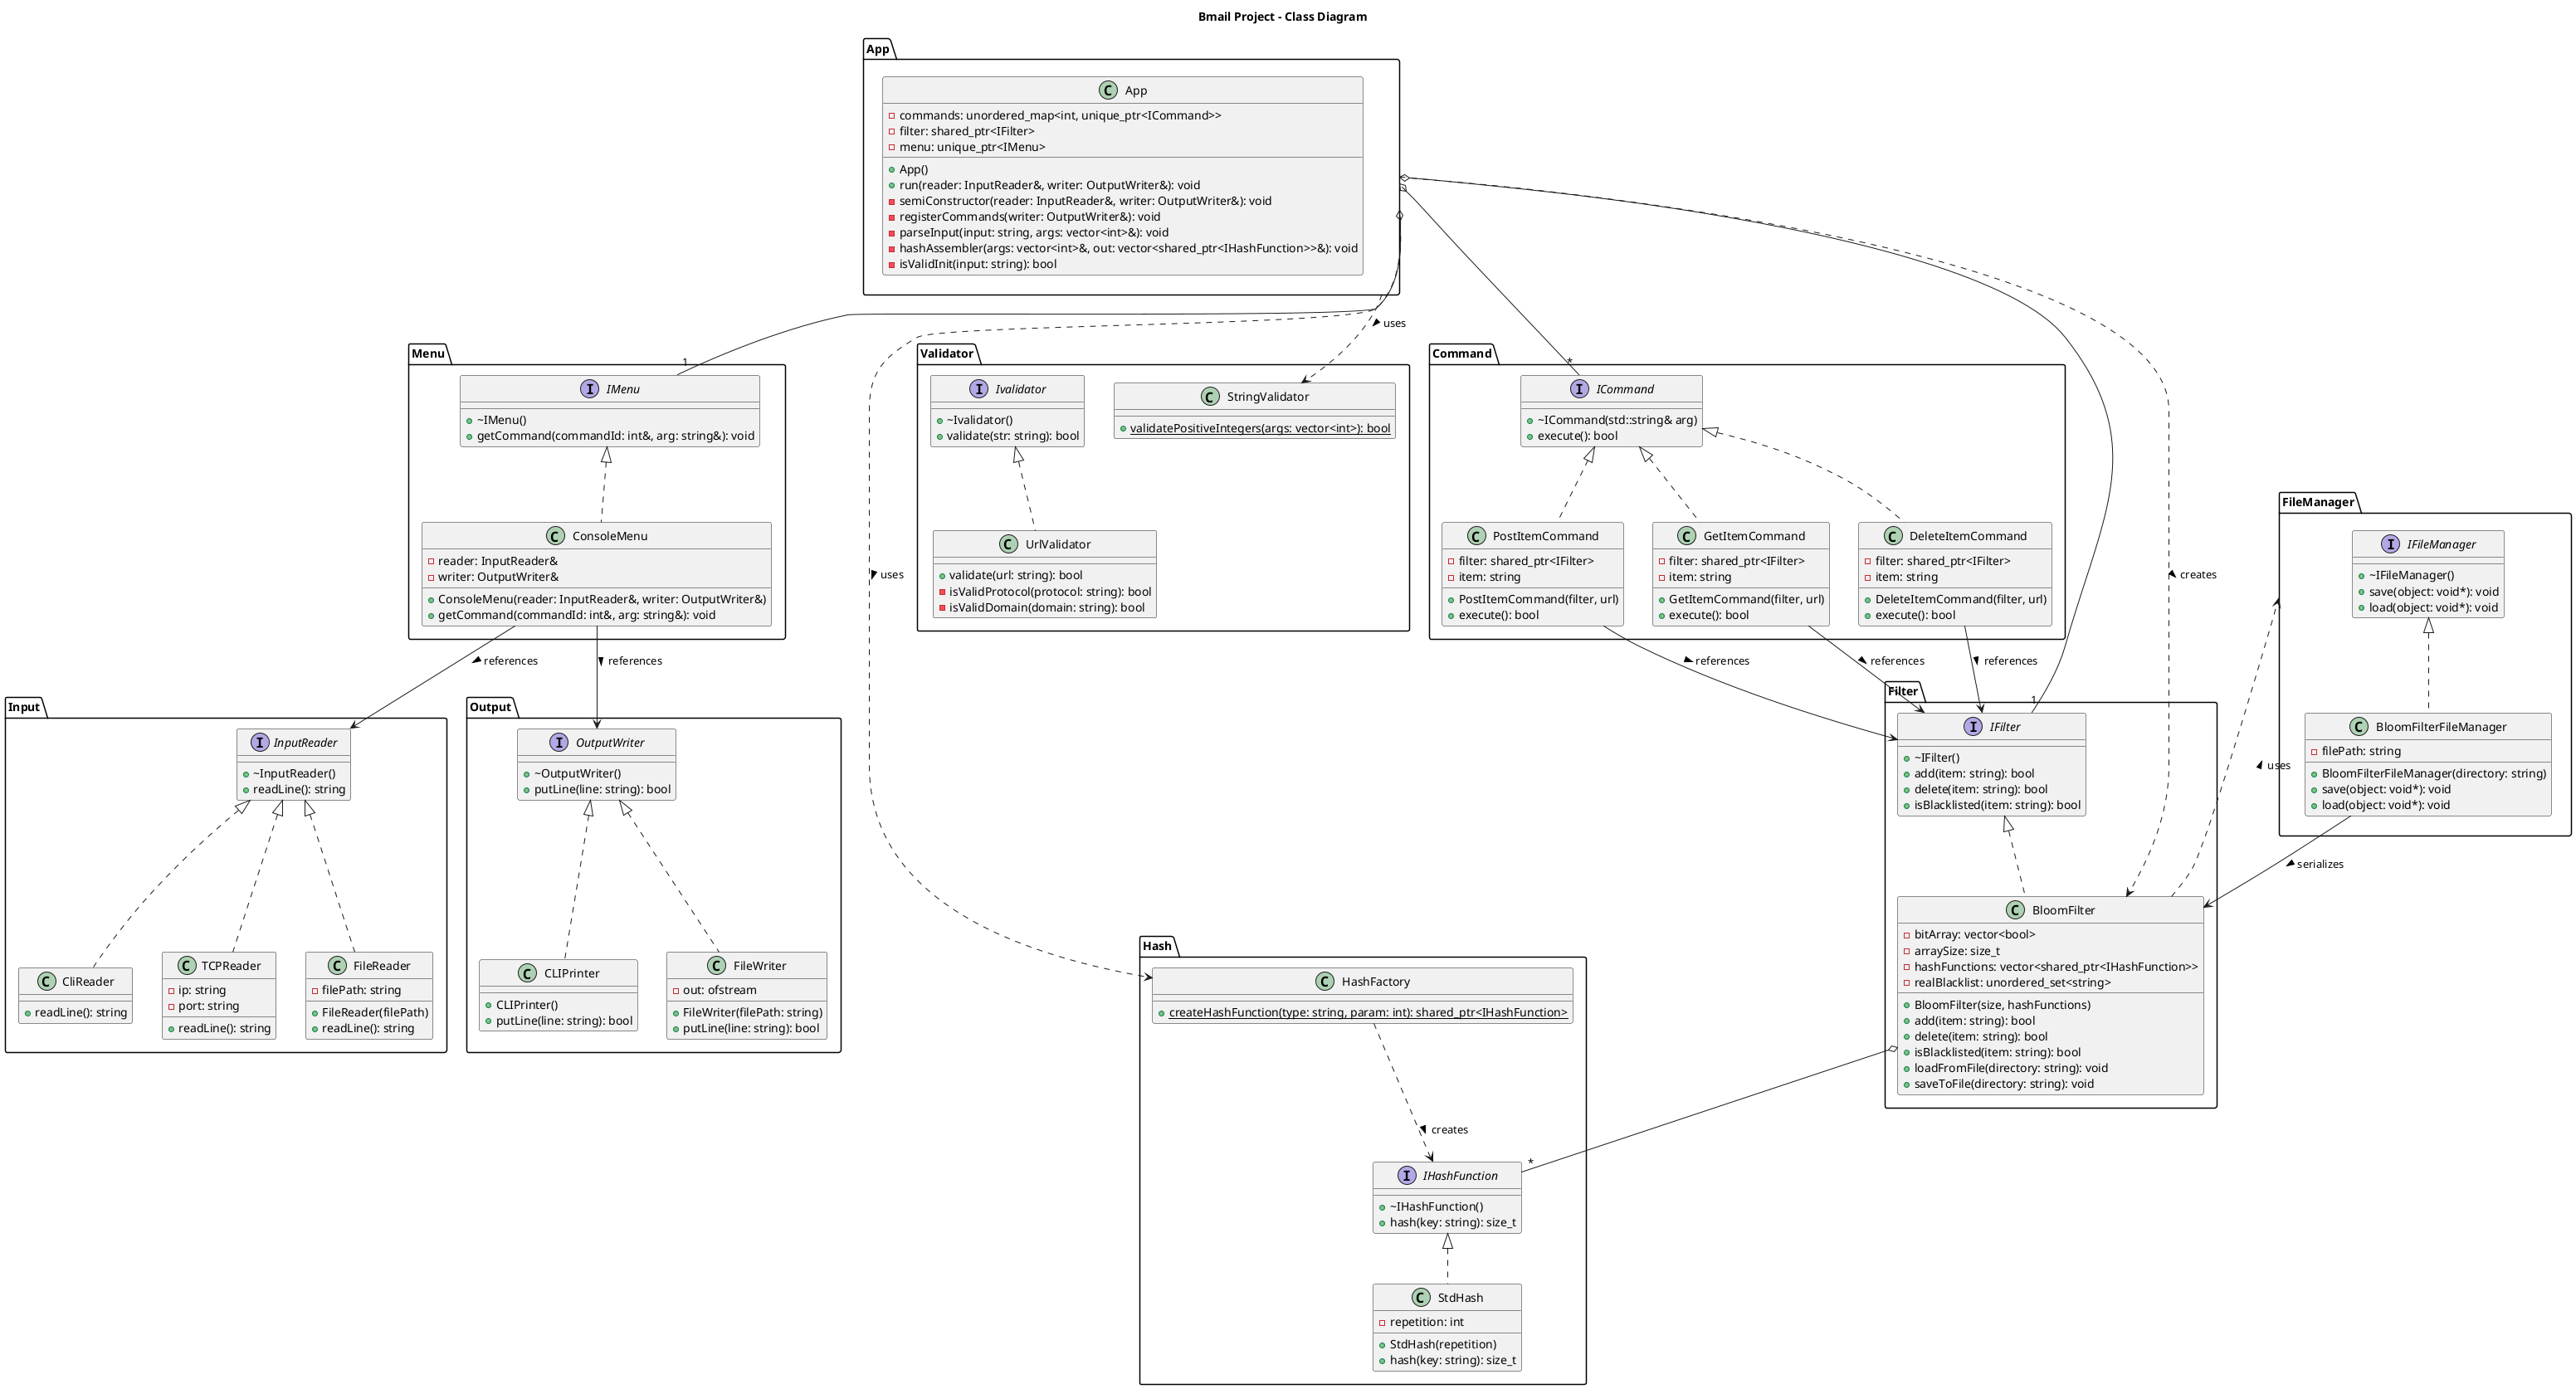 Bmail Project - Class Diagram
App
App
commands: unordered_map<int, unique_ptr<ICommand>>
filter: shared_ptr<IFilter>
menu: unique_ptr<IMenu>
App()
run(reader: InputReader&, writer: OutputWriter&): void
semiConstructor(reader: InputReader&, writer: OutputWriter&): void
registerCommands(writer: OutputWriter&): void
parseInput(input: string, args: vector<int>&): void
hashAssembler(args: vector<int>&, out: vector<shared_ptr<IHashFunction>>&): void
isValidInit(input: string): bool
uses
uses
creates
1
*
1
Menu
I IMenu
~IMenu()
getCommand(commandId: int&, arg: string&): void
C ConsoleMenu
reader: InputReader&
writer: OutputWriter&
ConsoleMenu(reader: InputReader&, writer: OutputWriter&)
getCommand(commandId: int&, arg: string&): void
references
references
Validator
I Ivalidator
~Ivalidator()
validate(str: string): bool
C StringValidator
validatePositiveIntegers(args: vector<int>): bool
C UrlValidator
validate(url: string): bool
isValidProtocol(protocol: string): bool
isValidDomain(domain: string): bool
Command
I ICommand
~ICommand(std::string& arg)
execute(): bool
C PostItemCommand
filter: shared_ptr<IFilter>
item: string
PostItemCommand(filter, url)
execute(): bool
C GetItemCommand
filter: shared_ptr<IFilter>
item: string
GetItemCommand(filter, url)
execute(): bool
C DeleteItemCommand
filter: shared_ptr<IFilter>
item: string
DeleteItemCommand(filter, url)
execute(): bool
references
references
references
FileManager
I IFileManager
~IFileManager()
save(object: void*): void
load(object: void*): void
C BloomFilterFileManager
filePath: string
BloomFilterFileManager(directory: string)
save(object: void*): void
load(object: void*): void
uses
serializes
Input
I InputReader
~InputReader()
readLine(): string
C CliReader
readLine(): string
C TCPReader
ip: string
port: string
readLine(): string
C FileReader
filePath: string
FileReader(filePath)
readLine(): string
Output
I OutputWriter
~OutputWriter()
putLine(line: string): bool
C CLIPrinter
CLIPrinter()
putLine(line: string): bool
C FileWriter
out: ofstream
FileWriter(filePath: string)
putLine(line: string): bool
Filter
I IFilter
~IFilter()
add(item: string): bool
delete(item: string): bool
isBlacklisted(item: string): bool
C BloomFilter
bitArray: vector<bool>
arraySize: size_t
hashFunctions: vector<shared_ptr<IHashFunction>>
realBlacklist: unordered_set<string>
BloomFilter(size, hashFunctions)
add(item: string): bool
delete(item: string): bool
isBlacklisted(item: string): bool
loadFromFile(directory: string): void
saveToFile(directory: string): void
Hash
C HashFactory
createHashFunction(type: string, param: int): shared_ptr<IHashFunction>
creates
*
I IHashFunction
~IHashFunction()
hash(key: string): size_t
C StdHash
repetition: int
StdHash(repetition)
hash(key: string): size_t